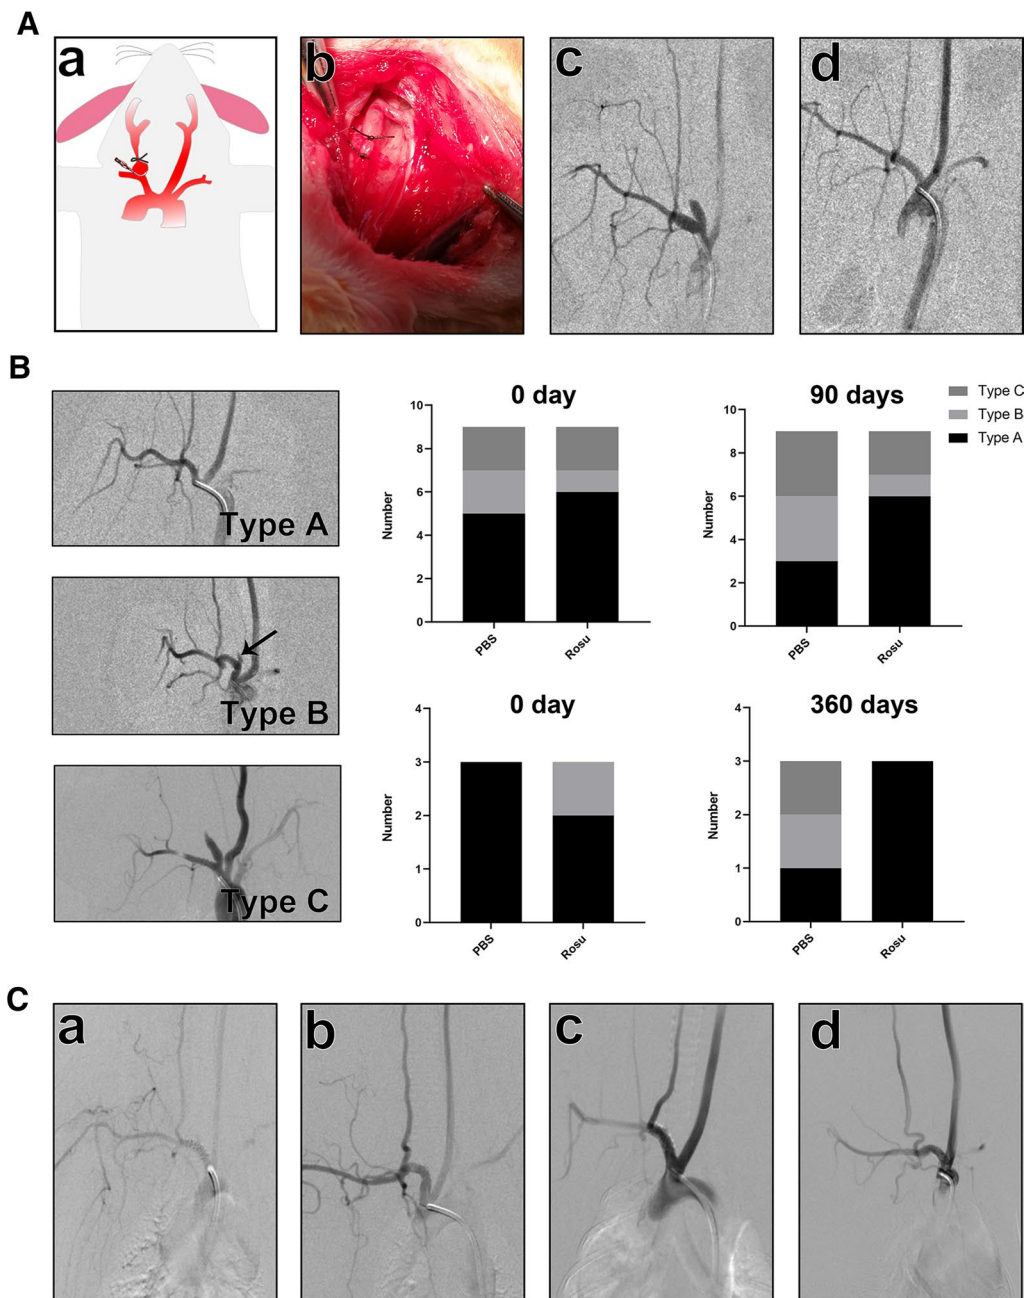 A
a
b
c
d
B
Type A
Type B
Type C
0 day
Number
10
8
6
4
2
0
PBS
Rosu
90 days
Number
10
8
6
4
2
0
PBS
Rosu
Type C
Type B
Type A
0 day
Number
4
3
2
1
0
PBS
Rosu
360 days
Number
4
3
2
1
0
PBS
Rosu
C
a
b
c
d